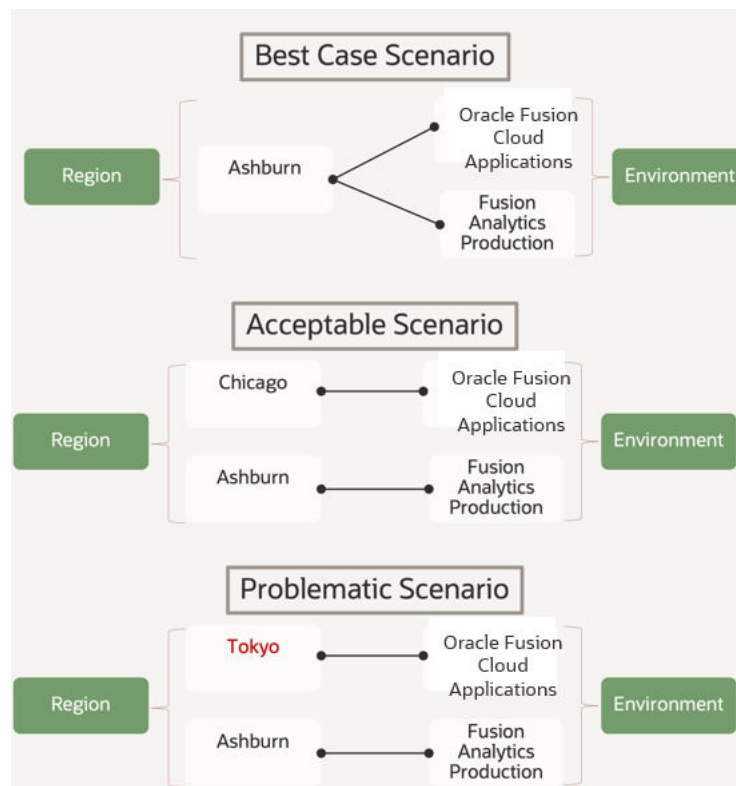 Best Case Scenario
Region
Ashburn
Oracle Fusion
Cloud
Applications
Fusion
Analytics
Production
Environment
Acceptable Scenario
Region
Chicago
Ashburn
Oracle Fusion
Cloud
Applications
Fusion
Analytics
Production
Environment
Problematic Scenario
Region
Tokyo
Ashburn
Oracle Fusion
Cloud
Applications
Fusion
Analytics
Production
Environment